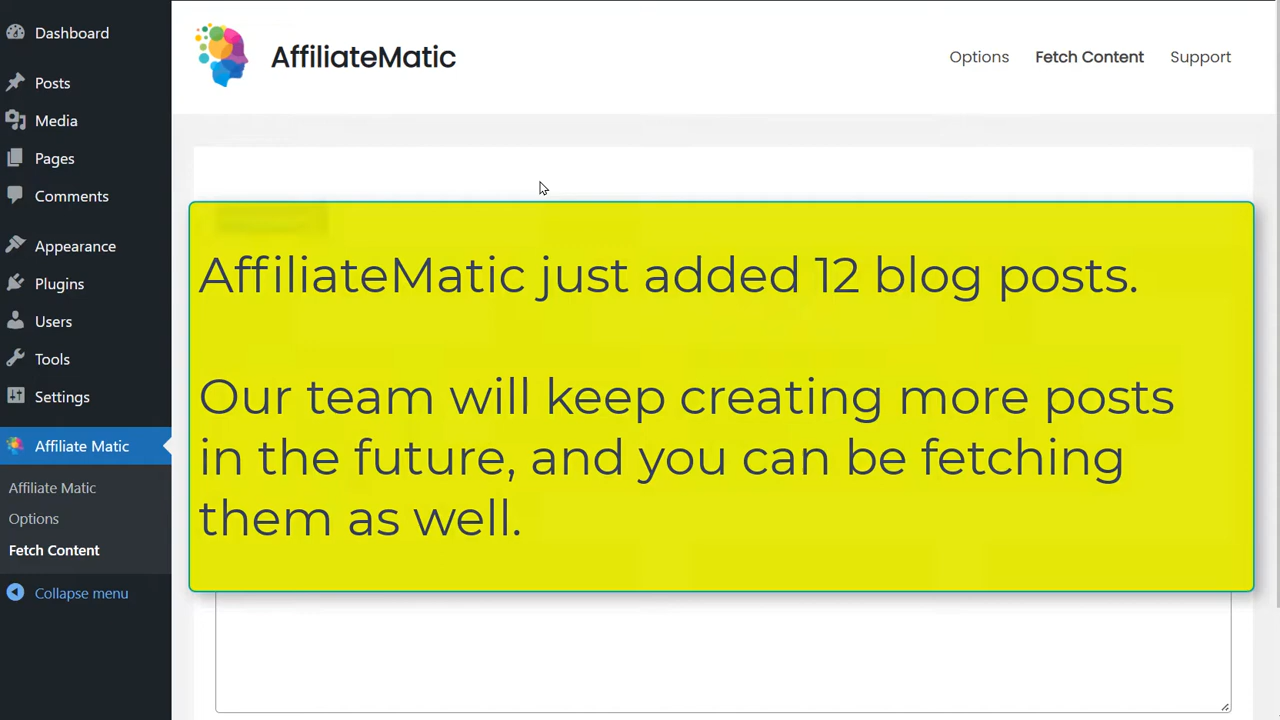 Dashboard
Posts
Media
Pages
Comments
Appearance
Plugins
Users
Tools
Settings
Affiliate Matic
Affiliate Matic
Options
Fetch Content
Collapse menu
AffiliateMatic
Options Fetch Content Support
AffiliateMatic just added 12 blog posts.
Our team will keep creating more posts
in the future, and you can be fetching
them as well.